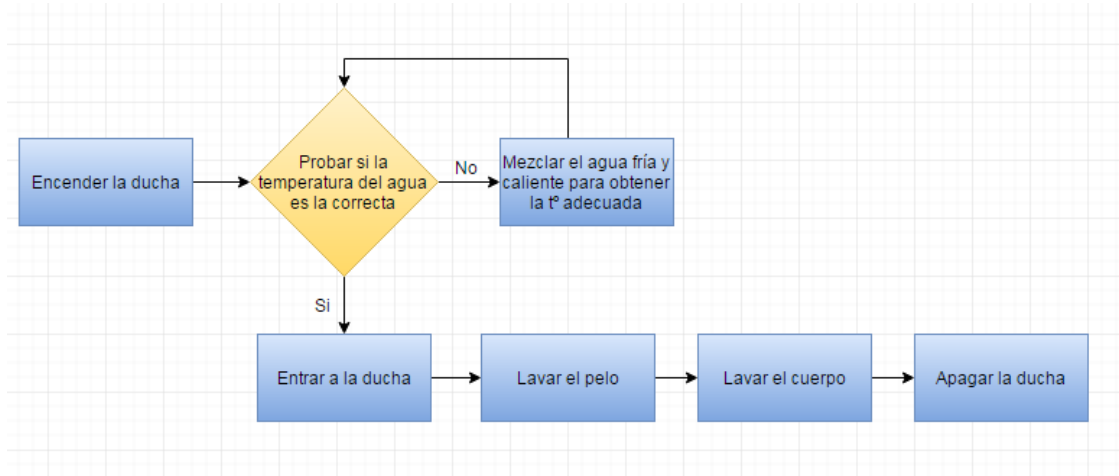 Encender la ducha
Probar si la
temperatura del agua
es la correcta
No
Mezclar el agua fría y
caliente para obtener
la tº adecuada
Si
Entrar a la ducha
Lavar el pelo
Lavar el cuerpo
Apagar la ducha